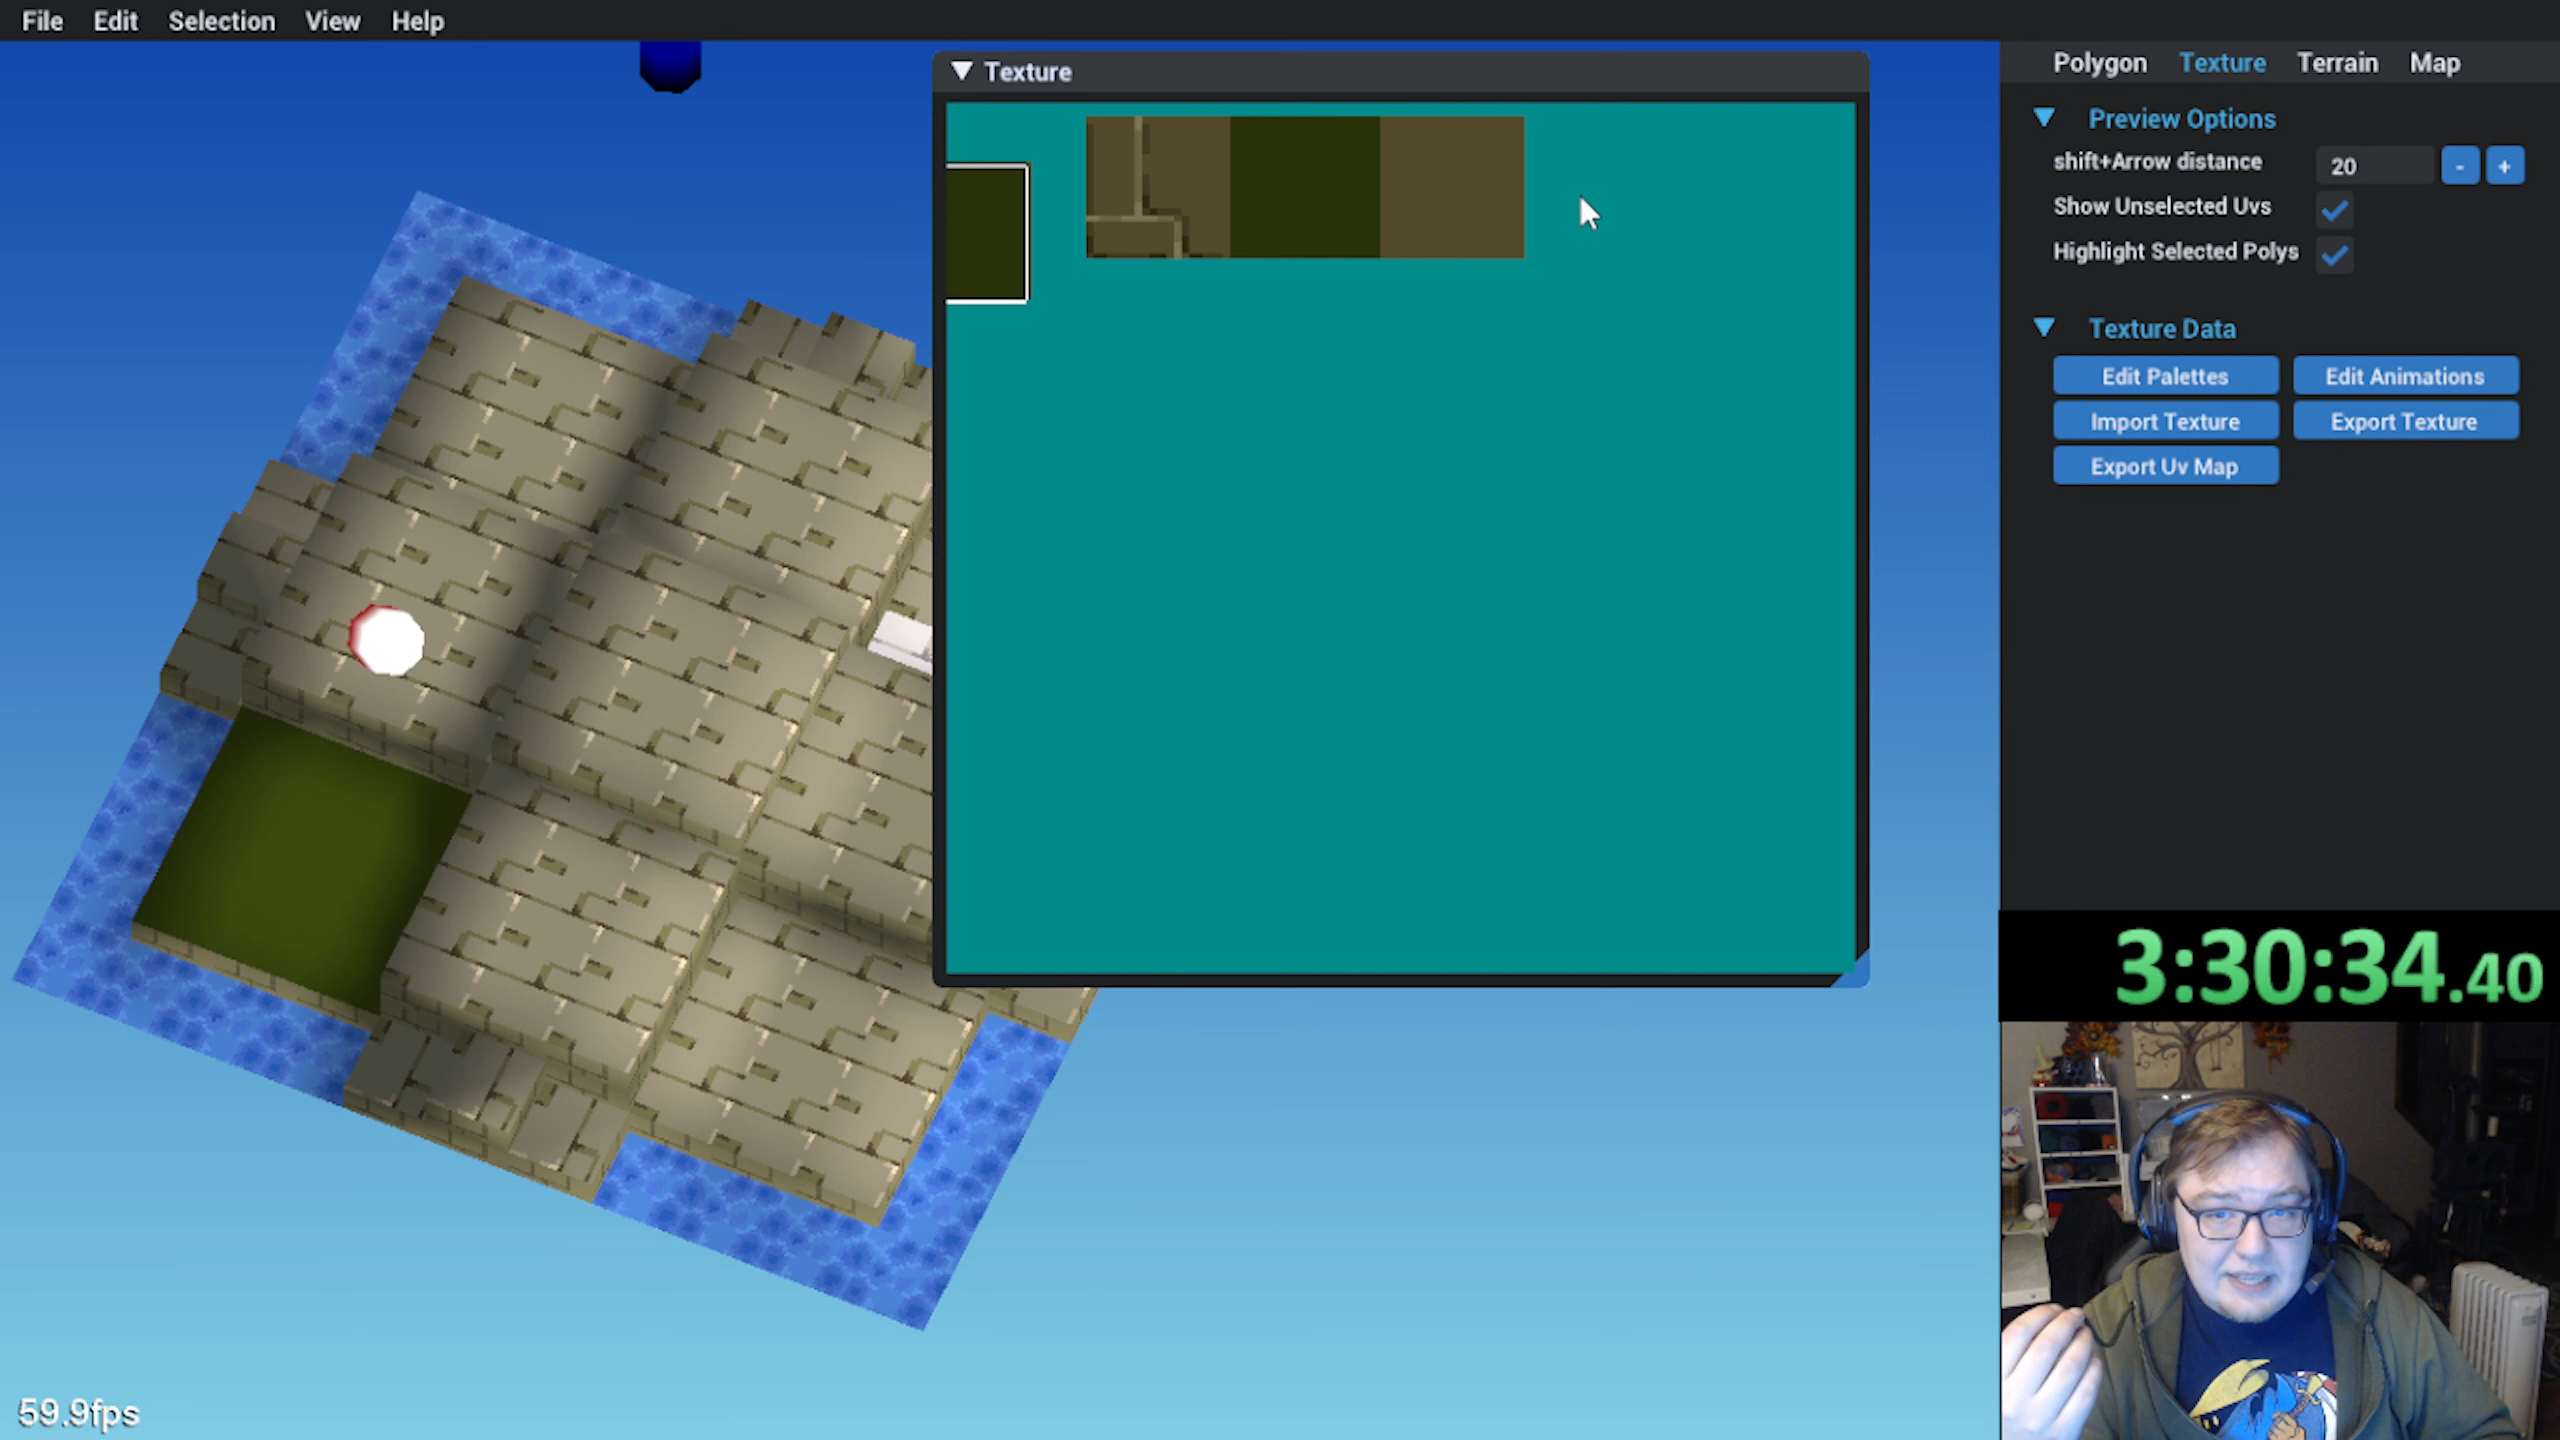 File Edit Selection View Help
Texture
Polygon Texture Terrain Map
Preview Options
shift+Arrow distance 20 - +
Show Unselected Uvs
Highlight Selected Polys
Texture Data
Edit Palettes Edit Animations
Import Texture Export Texture
Export Uv Map
3:30:34.40
59.9fps